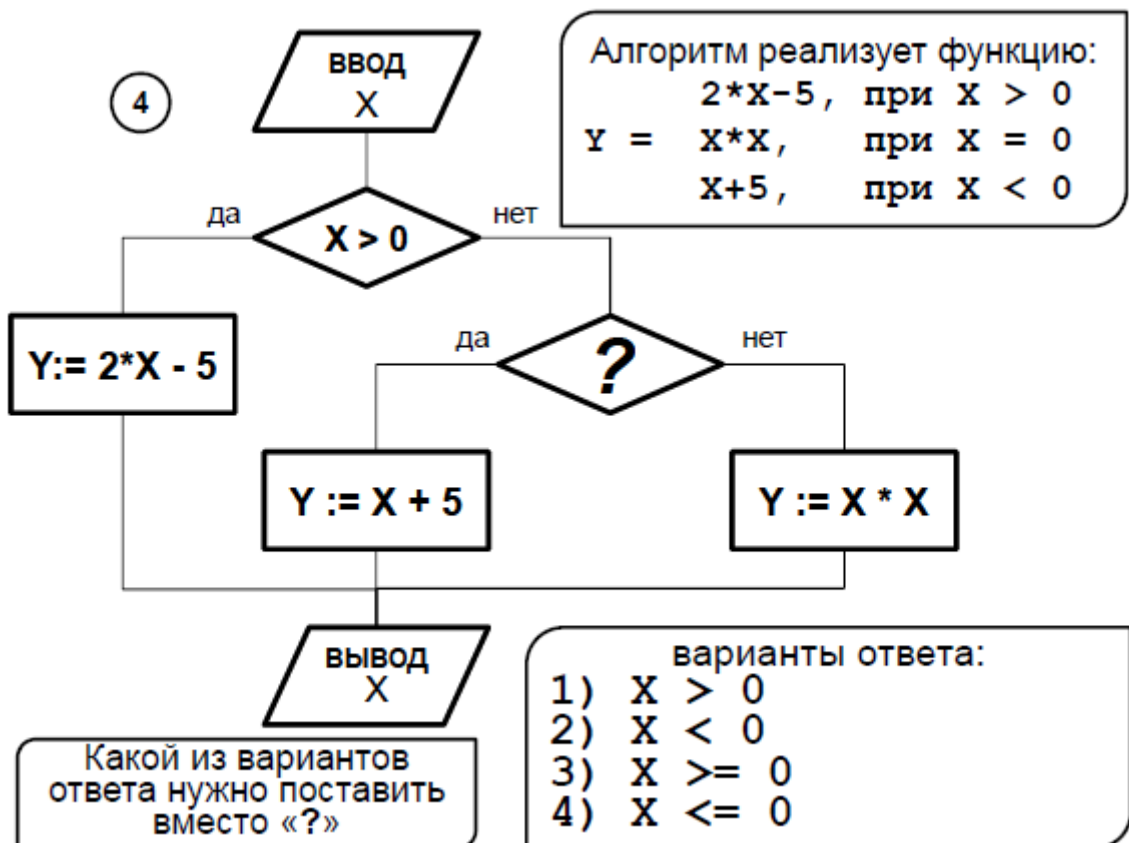 4
ввод
X
Алгоритм реализует функцию:
2*X-5, при X > 0
Y = X*X, при X = 0
X+5, при X < 0
да
X > 0
нет
Y:= 2*X - 5
да
?
нет
Y := X + 5
Y := X * X
вывод
X
варианты ответа:
1) X > 0
2) X < 0
3) X >= 0
4) X <= 0
Какой из вариантов
ответа нужно поставить
вместо «?»